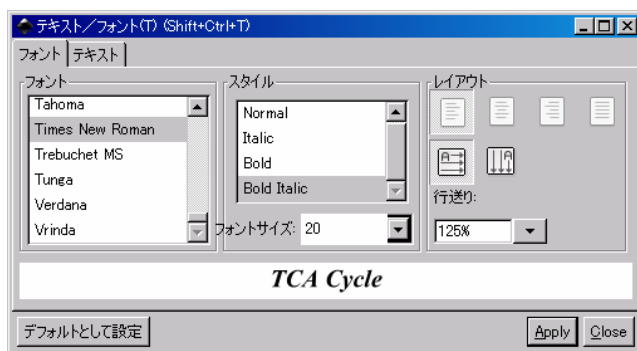 テキスト／フォント(T) (Shift+Ctrl+T)
フォント テキスト
フォント
Tahoma
Times New Roman
Trebuchet MS
Tunga
Verdana
Vrinda
スタイル
Normal
Italic
Bold
Bold Italic
フォントサイズ: 20
レイアウト
行送り:
125%
TCA Cycle
デフォルトとして設定
Apply Close